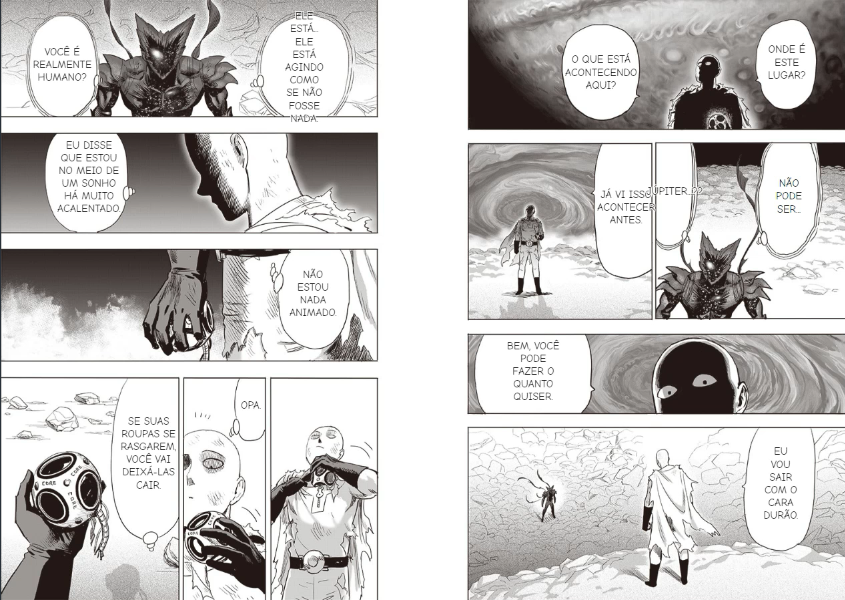 ONDE É
ESTE
LUGAR?
O QUE ESTÁ
ACONTECENDO
AQUI?
NÃO
PODE
SER...
JÚPITER...??
JÁ VI ISSO
ACONTECER
ANTES.
BEM, VOCÊ
PODE
FAZER O
QUANTO
QUISER.
EU
VOU
SAIR
COM O
CARA
DURÃO.
ELE
ESTÁ...
ELE
ESTÁ
AGINDO
COMO
SE NÃO
FOSSE
NADA.
VOCÊ É
REALMENTE
HUMANO?
EU DISSE
QUE ESTOU
NO MEIO DE
UM SONHO
HÁ MUITO
ACALENTADO.
NÃO
ESTOU
NADA
ANIMADO.
OPA.
SE SUAS
ROUPAS SE
RASGAREM,
VOCÊ VAI
DEIXÁ-LAS
CAIR.
CORE
CORE
CORE